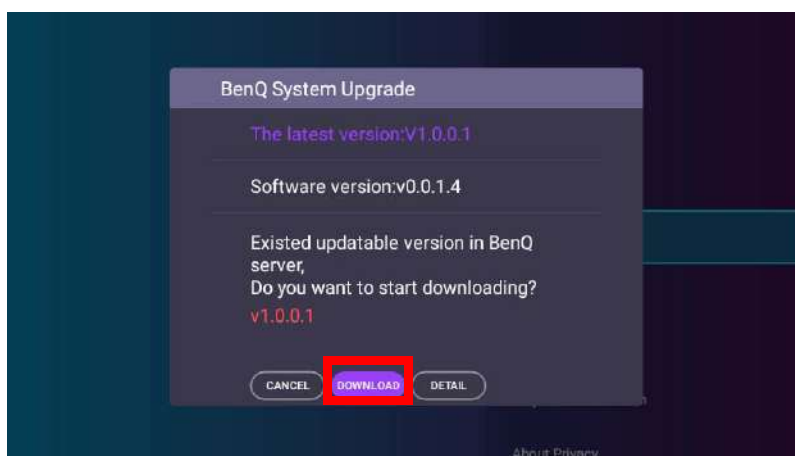 BenQ System Upgrade
The latest version:V1.0.0.1
Software version:v0.0.1.4
Existed updatable version in BenQ
server,
Do you want to start downloading?
v1.0.0.1
CANCEL DOWNLOAD DETAIL
About Privacy